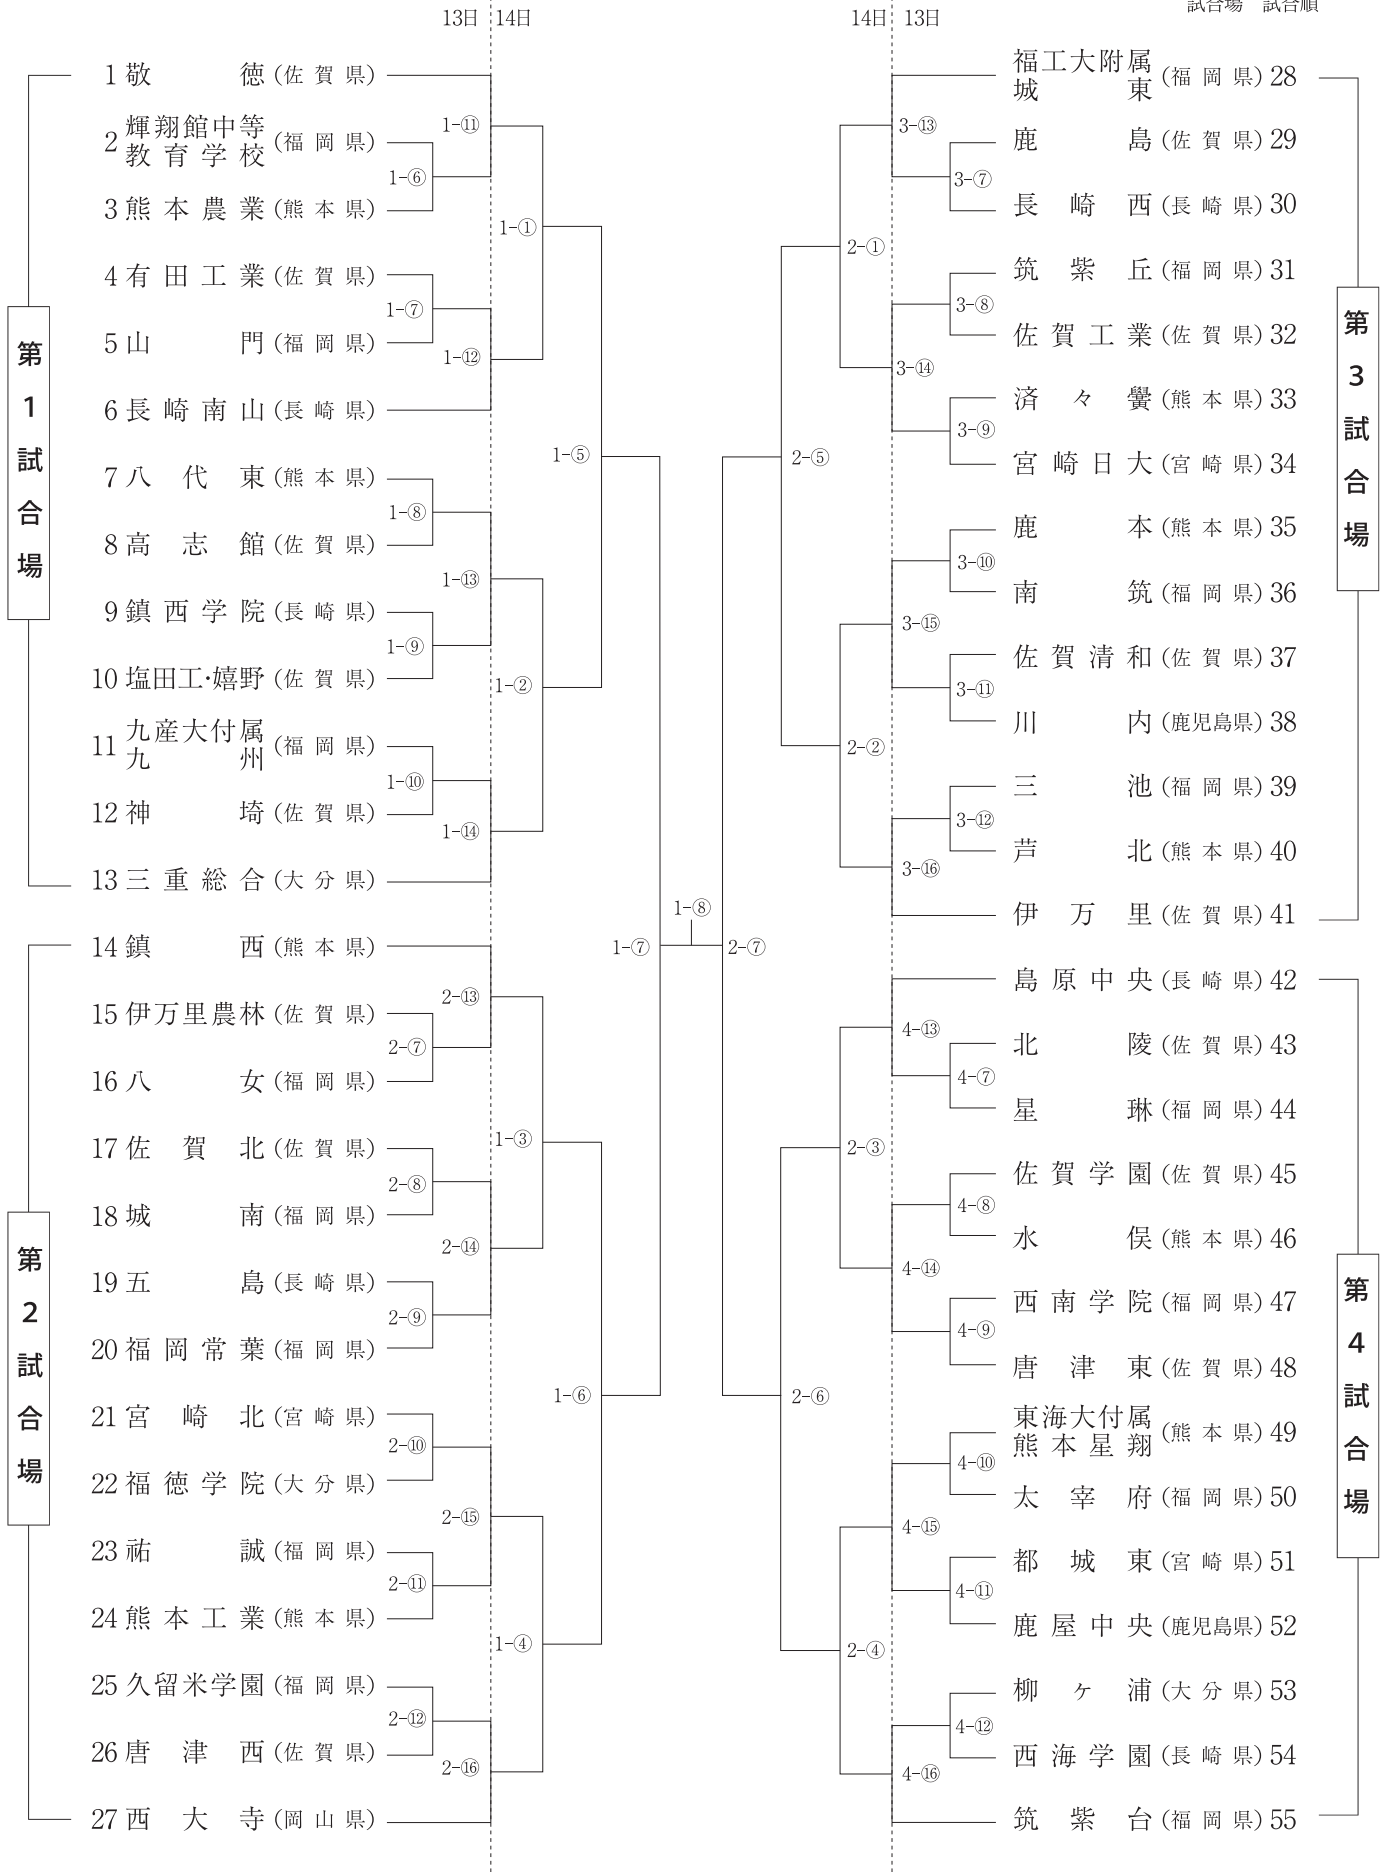 試合場 試合順
13日 14日
14日 13日
第1試合場
1 敬徳 (佐賀県)
2 輝翔館中等教育学校 (福岡県)
3 熊本農業 (熊本県)
4 有田工業 (佐賀県)
5 山門 (福岡県)
6 長崎南山 (長崎県)
7 八代東 (熊本県)
8 高志館 (佐賀県)
9 鎮西学院 (長崎県)
10 塩田工・嬉野 (佐賀県)
11 九産大付属九州 (福岡県)
12 神埼 (佐賀県)
13 三重総合 (大分県)
1-⑥
1-⑦
1-⑧
1-⑨
1-⑩
1-⑪
1-⑫
1-⑬
1-⑭
1-①
1-②
1-⑤
第2試合場
14 鎮西 (熊本県)
15 伊万里農林 (佐賀県)
16 八女 (福岡県)
17 佐賀北 (佐賀県)
18 城南 (福岡県)
19 五島 (長崎県)
20 福岡常葉 (福岡県)
21 宮崎北 (宮崎県)
22 福徳学院 (大分県)
23 祐誠 (福岡県)
24 熊本工業 (熊本県)
25 久留米学園 (福岡県)
26 唐津西 (佐賀県)
27 西大寺 (岡山県)
2-⑦
2-⑧
2-⑨
2-⑩
2-⑪
2-⑫
2-⑬
2-⑭
2-⑮
2-⑯
1-③
1-④
1-⑥
1-⑦
1-⑧
2-⑦
第3試合場
福工大附属城東 (福岡県) 28
鹿島 (佐賀県) 29
長崎西 (長崎県) 30
筑紫丘 (福岡県) 31
佐賀工業 (佐賀県) 32
済々黌 (熊本県) 33
宮崎日大 (宮崎県) 34
鹿本 (熊本県) 35
南筑 (福岡県) 36
佐賀清和 (佐賀県) 37
川内 (鹿児島県) 38
三池 (福岡県) 39
芦北 (熊本県) 40
伊万里 (佐賀県) 41
3-⑦
3-⑧
3-⑨
3-⑩
3-⑪
3-⑫
3-⑬
3-⑭
3-⑮
3-⑯
2-①
2-②
2-⑤
第4試合場
島原中央 (長崎県) 42
北陵 (佐賀県) 43
星琳 (福岡県) 44
佐賀学園 (佐賀県) 45
水俣 (熊本県) 46
西南学院 (福岡県) 47
唐津東 (佐賀県) 48
東海大付属熊本星翔 (熊本県) 49
太宰府 (福岡県) 50
都城東 (宮崎県) 51
鹿屋中央 (鹿児島県) 52
柳ヶ浦 (大分県) 53
西海学園 (長崎県) 54
筑紫台 (福岡県) 55
4-⑦
4-⑧
4-⑨
4-⑩
4-⑪
4-⑫
4-⑬
4-⑭
4-⑮
4-⑯
2-③
2-④
2-⑥